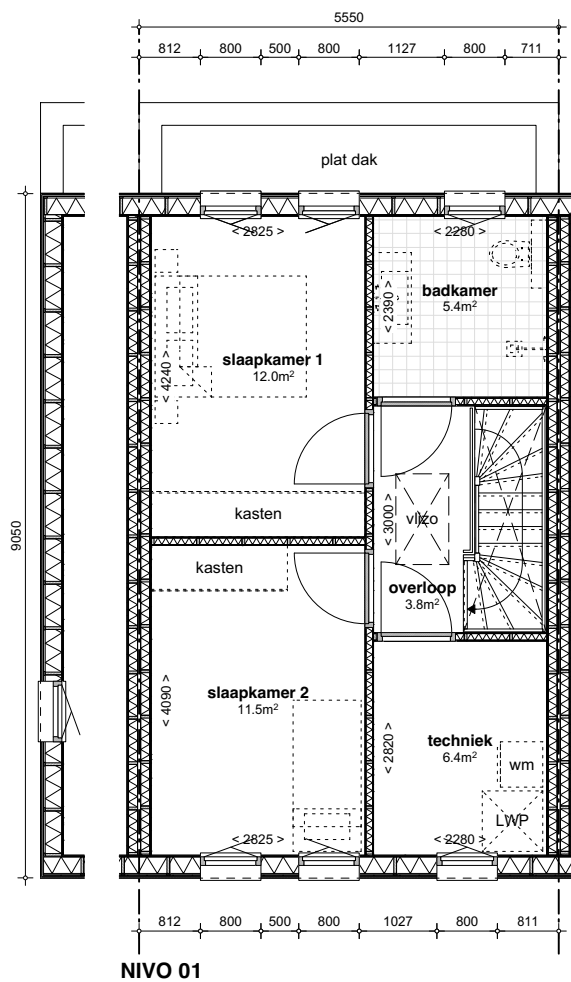 5550
812 800 500 800 1127 800 711
plat dak
< 2825 > < 2280 >
badkamer
5.4m²
< 2390 >
slaapkamer 1
12.0m²
< 4240 >
kasten
vlizo
< 3000 >
9050
kasten
overloop
3.8m²
slaapkamer 2
11.5m²
< 4090 >
techniek
6.4m²
< 2820 >
wm
LWP
< 2825 > < 2280 >
812 800 500 800 1027 800 811
NIVO 01